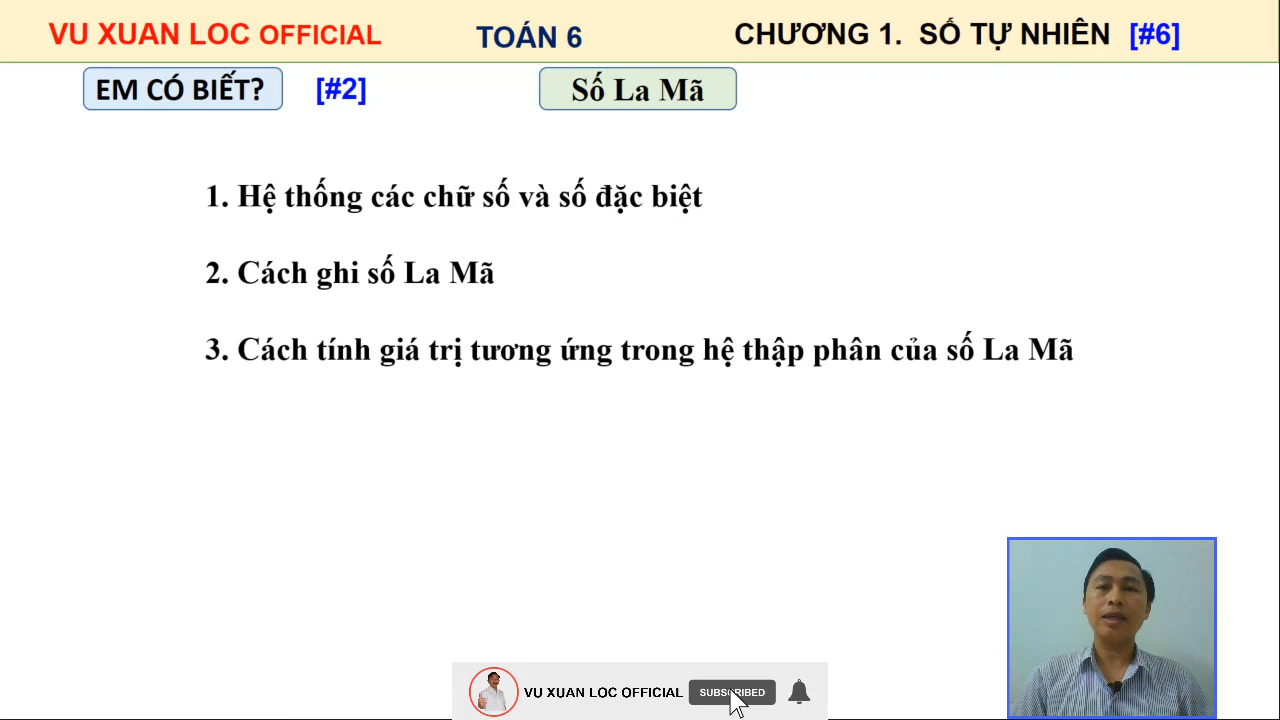 VU XUAN LOC OFFICIAL TOÁN 6 CHƯƠNG 1. SỐ TỰ NHIÊN [#6]
EM CÓ BIẾT? [#2] Số La Mã
1. Hệ thống các chữ số và số đặc biệt
2. Cách ghi số La Mã
3. Cách tính giá trị tương ứng trong hệ thập phân của số La Mã
VU XUAN LOC OFFICIAL SUBSCRIBED